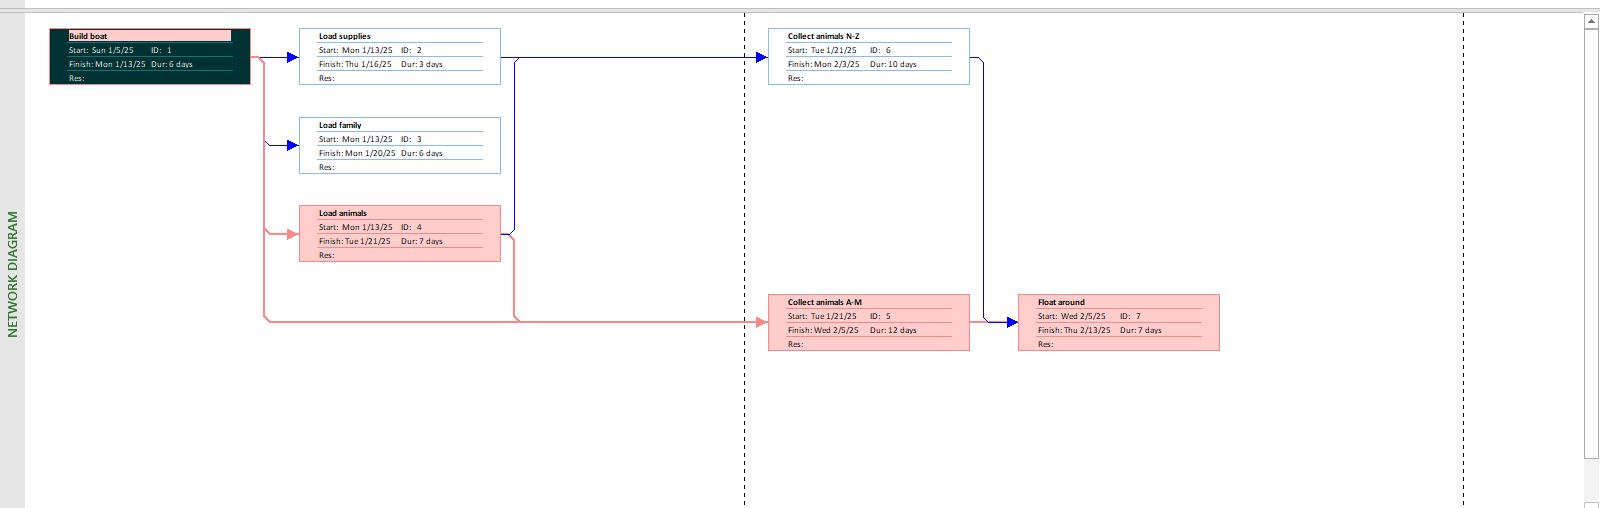 NETWORK DIAGRAM
Build boat
Start: Sun 1/5/25 ID: 1
Finish: Mon 1/13/25 Dur: 6 days
Res:
Load supplies
Start: Mon 1/13/25 ID: 2
Finish: Thu 1/16/25 Dur: 3 days
Res:
Collect animals N-Z
Start: Tue 1/21/25 ID: 6
Finish: Mon 2/3/25 Dur: 10 days
Res:
Load family
Start: Mon 1/13/25 ID: 3
Finish: Mon 1/20/25 Dur: 6 days
Res:
Load animals
Start: Mon 1/13/25 ID: 4
Finish: Tue 1/21/25 Dur: 7 days
Res:
Collect animals A-M
Start: Tue 1/21/25 ID: 5
Finish: Wed 2/5/25 Dur: 12 days
Res:
Float around
Start: Wed 2/5/25 ID: 7
Finish: Thu 2/13/25 Dur: 7 days
Res: